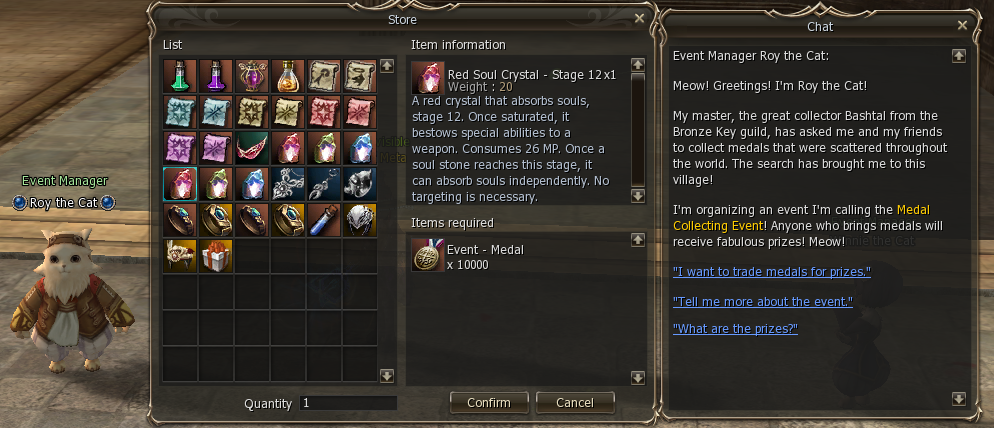 Event Manager
Roy the Cat
Store
List
Item information
Red Soul Crystal - Stage 12 x1
Weight : 20
A red crystal that absorbs souls,
stage 12. Once saturated, it
bestows special abilities to a
weapon. Consumes 26 MP. Once a
soul stone reaches this stage, it
can absorb souls independently. No
targeting is necessary.
Items required
Event - Medal
x 10000
Quantity 1
Confirm
Cancel
Chat
Event Manager Roy the Cat:
Meow! Greetings! I'm Roy the Cat!
My master, the great collector Bashtal from the
Bronze Key guild, has asked me and my friends
to collect medals that were scattered throughout
the world. The search has brought me to this
village!
I'm organizing an event I'm calling the Medal
Collecting Event! Anyone who brings medals will
receive fabulous prizes! Meow!
"I want to trade medals for prizes."
"Tell me more about the event."
"What are the prizes?"